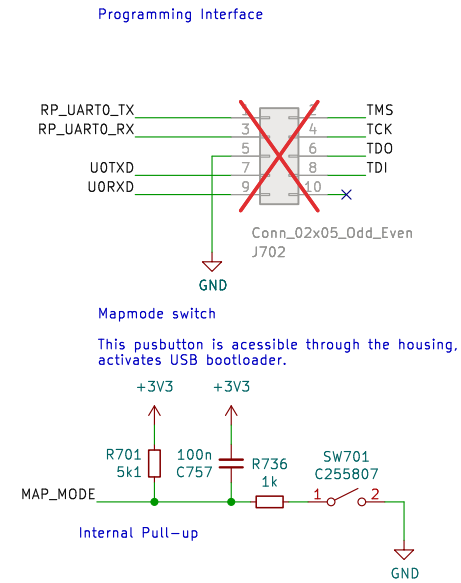 Programming Interface
RP_UART0_TX 1 2 TMS
RP_UART0_RX 3 4 TCK
5 6 TDO
U0TXD 7 8 TDI
U0RXD 9 10
Conn_02x05_Odd_Even
J702
GND
Mapmode switch
This pusbutton is acessible through the housing,
activates USB bootloader.
+3V3 +3V3
R701 100n R736 SW701
5k1 C757 1k C255807
MAP_MODE 1 2
Internal Pull-up
GND